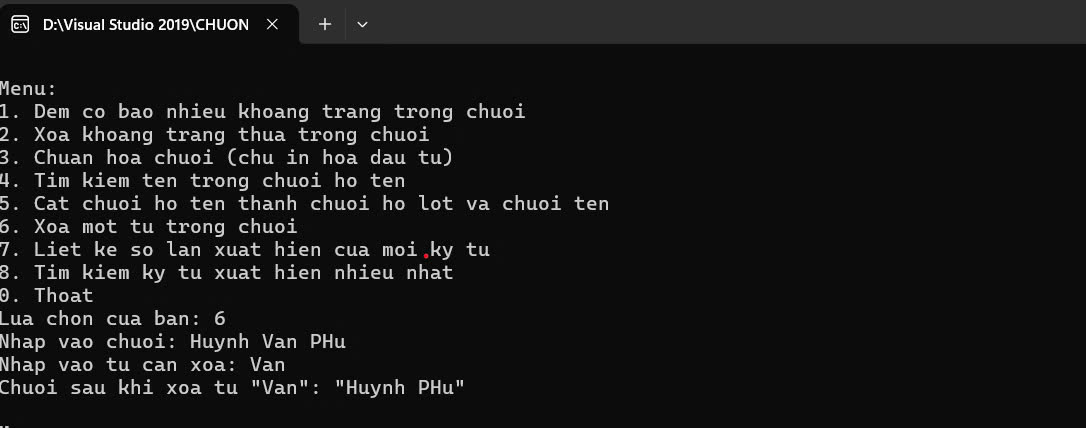 D:\Visual Studio 2019\CHUON
Menu:
1. Dem co bao nhieu khoang trang trong chuoi
2. Xoa khoang trang thua trong chuoi
3. Chuan hoa chuoi (chu in hoa dau tu)
4. Tim kiem ten trong chuoi ho ten
5. Cat chuoi ho ten thanh chuoi ho lot va chuoi ten
6. Xoa mot tu trong chuoi
7. Liet ke so lan xuat hien cua moi ky tu
8. Tim kiem ky tu xuat hien nhieu nhat
0. Thoat
Lua chon cua ban: 6
Nhap vao chuoi: Huynh Van PHu
Nhap vao tu can xoa: Van
Chuoi sau khi xoa tu "Van": "Huynh PHu"